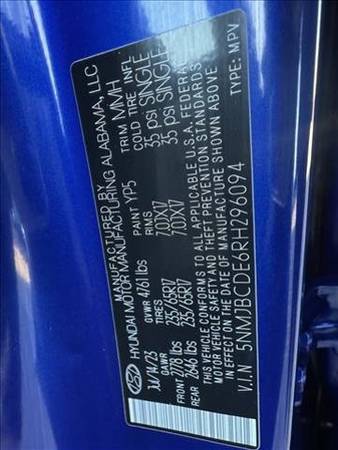 MANUFACTURED BY
HYUNDAI MOTOR MANUFACTURING ALABAMA, LLC
Jul/14/23 GVWR 4761 lbs PAINT YP5 TRIM MMH
GAWR TIRES RIMS COLD TIRE INFL
FRONT 2778 lbs 235/65R17 7.0JX17 35 psi SINGLE
REAR 2646 lbs 235/65R17 7.0JX17 35 psi SINGLE
THIS VEHICLE CONFORMS TO ALL APPLICABLE U.S.A. FEDERAL
MOTOR VEHICLE SAFETY AND THEFT PREVENTION STANDARDS
IN EFFECT ON THE DATE OF MANUFACTURE SHOWN ABOVE.
V.I.N 5NMJBCDE6RH296094 TYPE: MPV